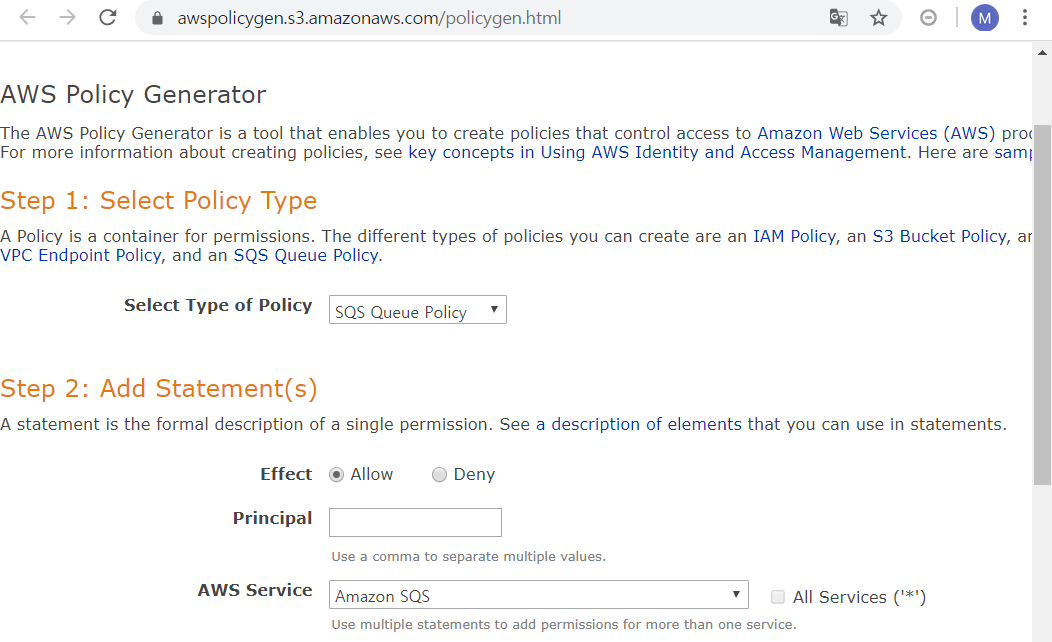 awspolicygen.s3.amazonaws.com/policygen.html
M
AWS Policy Generator
The AWS Policy Generator is a tool that enables you to create policies that control access to Amazon Web Services (AWS)
For more information about creating policies, see key concepts in Using AWS Identity and Access Management. Here are
Step 1: Select Policy Type
A Policy is a container for permissions. The different types of policies you can create are an IAM Policy, an S3 Bucket Policy,
VPC Endpoint Policy, and an SQS Queue Policy.
Select Type of Policy SQS Queue Policy
Step 2: Add Statement(s)
A statement is the formal description of a single permission. See a description of elements that you can use in statements.
Effect Allow Deny
Principal
Use a comma to separate multiple values.
AWS Service Amazon SQS All Services ('*')
Use multiple statements to add permissions for more than one service.